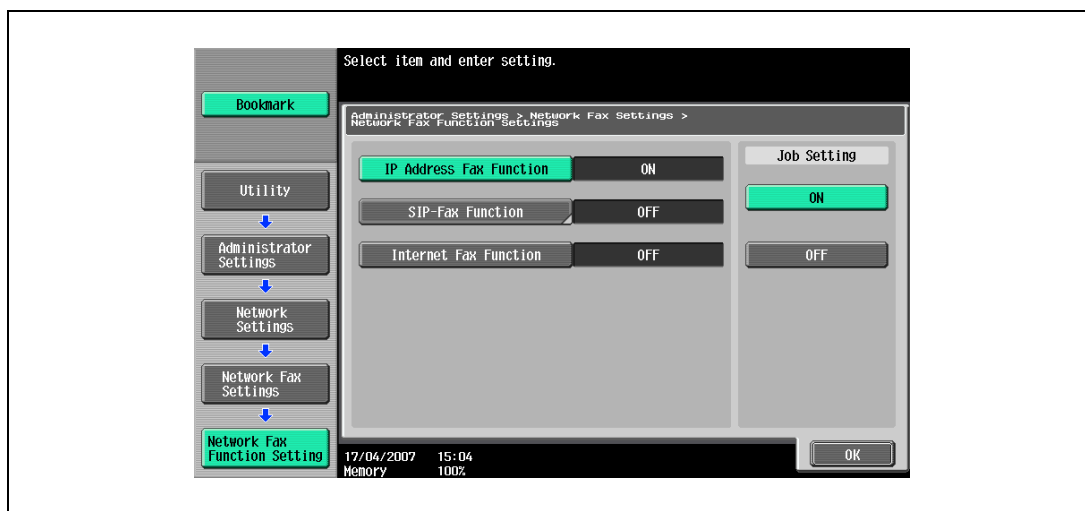 Select item and enter setting.
Bookmark
Administrator Settings > Network Fax Settings >
Network Fax Function Settings
Job Setting
IP Address Fax Function ON
ON
Utility
SIP-Fax Function OFF
Administrator
Settings
Internet Fax Function OFF
OFF
Network
Settings
Network Fax
Settings
Network Fax
Function Setting
17/04/2007 15:04
Memory 100%
OK